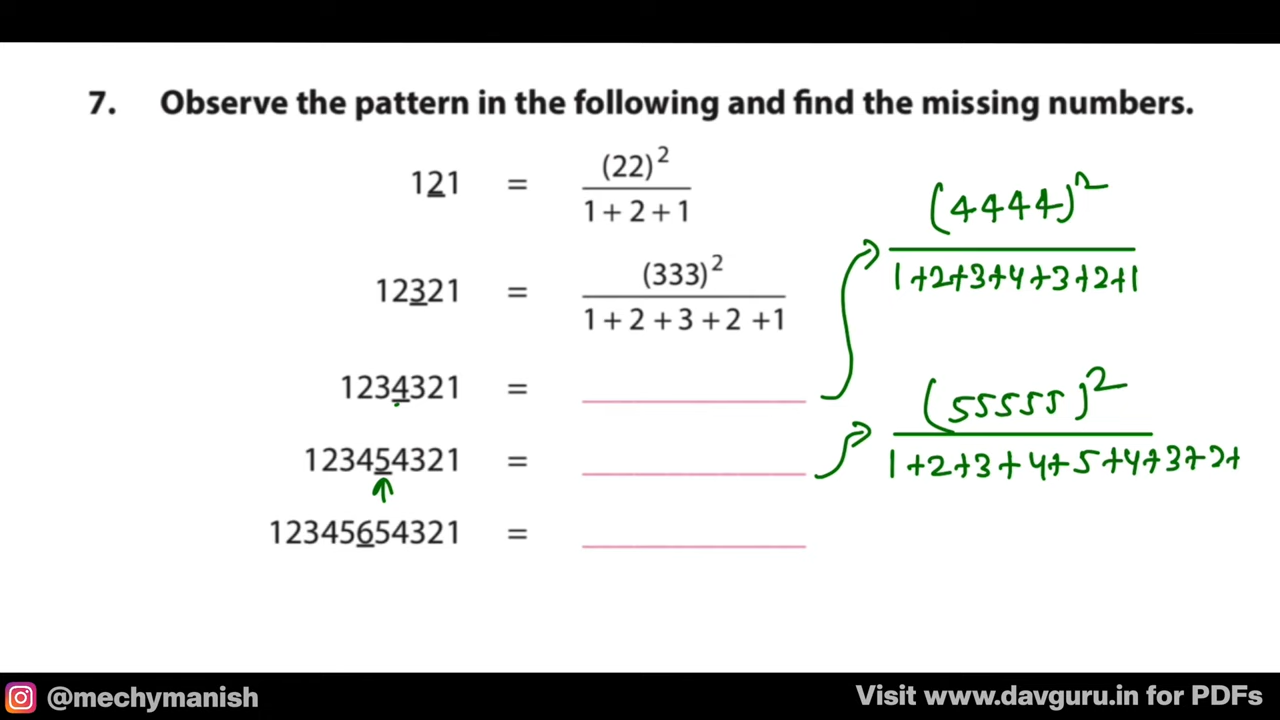 7. Observe the pattern in the following and find the missing numbers.
121 = (22)²
1 + 2 + 1
12321 = (333)²
1 + 2 + 3 + 2 +1
(4444)²
1+2+3+4+3+2+1
1234321 =
(55555)²
1+2+3+4+5+4+3+2+
123454321 =
12345654321 =
@mechymanish
Visit www.davguru.in for PDFs